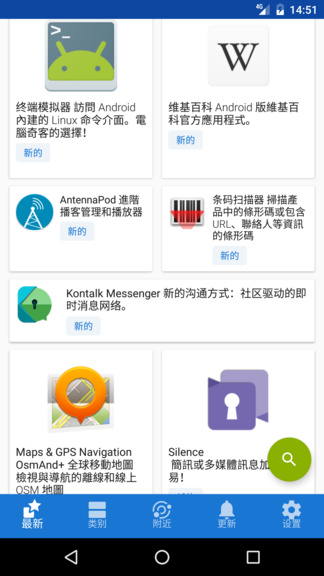 4G 14:51
终端模拟器 訪問 Android
內建的 Linux 命令介面。電
腦奇客的選擇！
新的
W
维基百科 Android 版維基百
科官方應用程式。
新的
AntennaPod 進階
播客管理和播放器
新的
条码扫描器 掃描產
品中的條形碼或包含
URL、聯絡人等資訊
的條形碼
新的
Kontalk Messenger 新的沟通方式：社区驱动的即
时消息网络。
新的
Maps & GPS Navigation
OsmAnd+ 全球移動地圖
檢視與導航的離線和線上
OSM 地圖
Silence
簡訊或多媒體訊息加
易！
最新
类别
附近
更新
设置